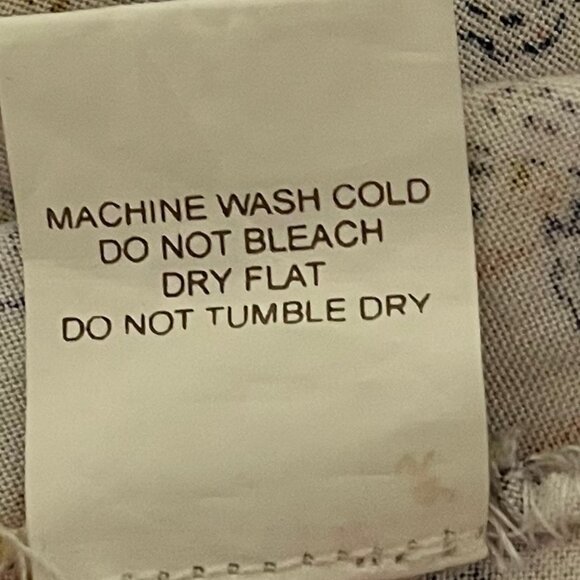 MACHINE WASH COLD
DO NOT BLEACH
DRY FLAT
DO NOT TUMBLE DRY